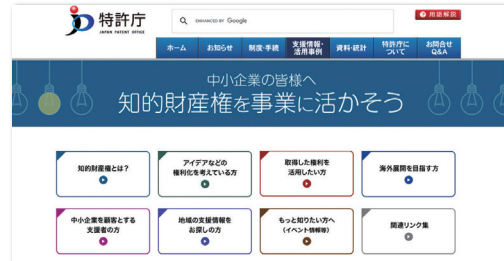 特許庁
JAPAN PATENT OFFICE
ENHANCED BY Google
用語解説
ホーム
お知らせ
制度・手続
支援情報・
活用事例
資料・統計
特許庁に
ついて
お問合せ
Q&A
中小企業の皆様へ
知的財産権を事業に活かそう
知的財産権とは?
アイデアなどの
権利化を考えている方
取得した権利を
活用したい方
海外展開を目指す方
中小企業を顧客とする
支援者の方
地域の支援情報を
お探しの方
もっと知りたい方へ
(イベント情報等)
関連リンク集